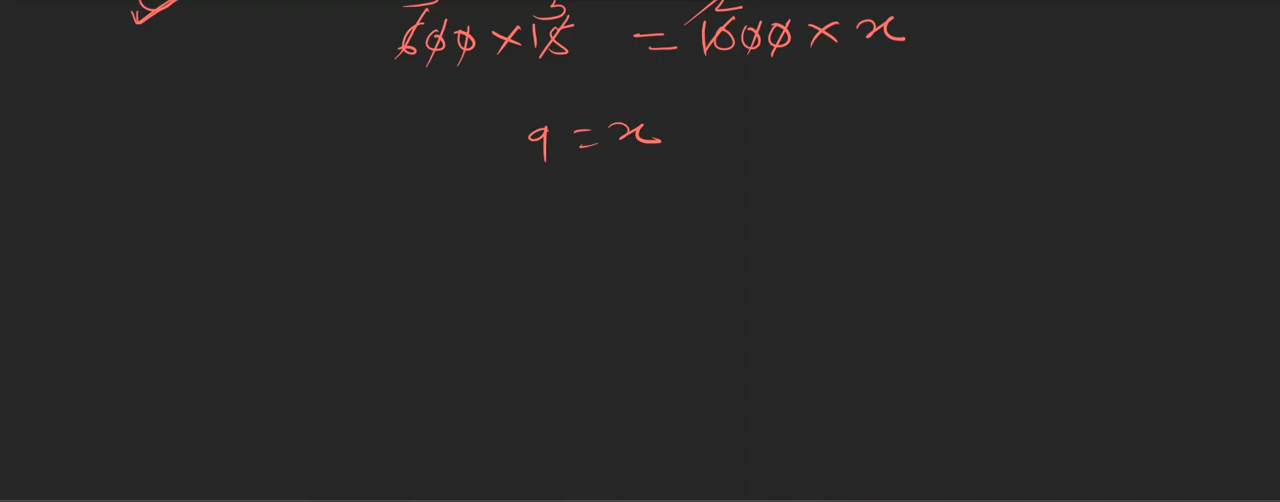 600 × 15 = 1000 × x
9 = x